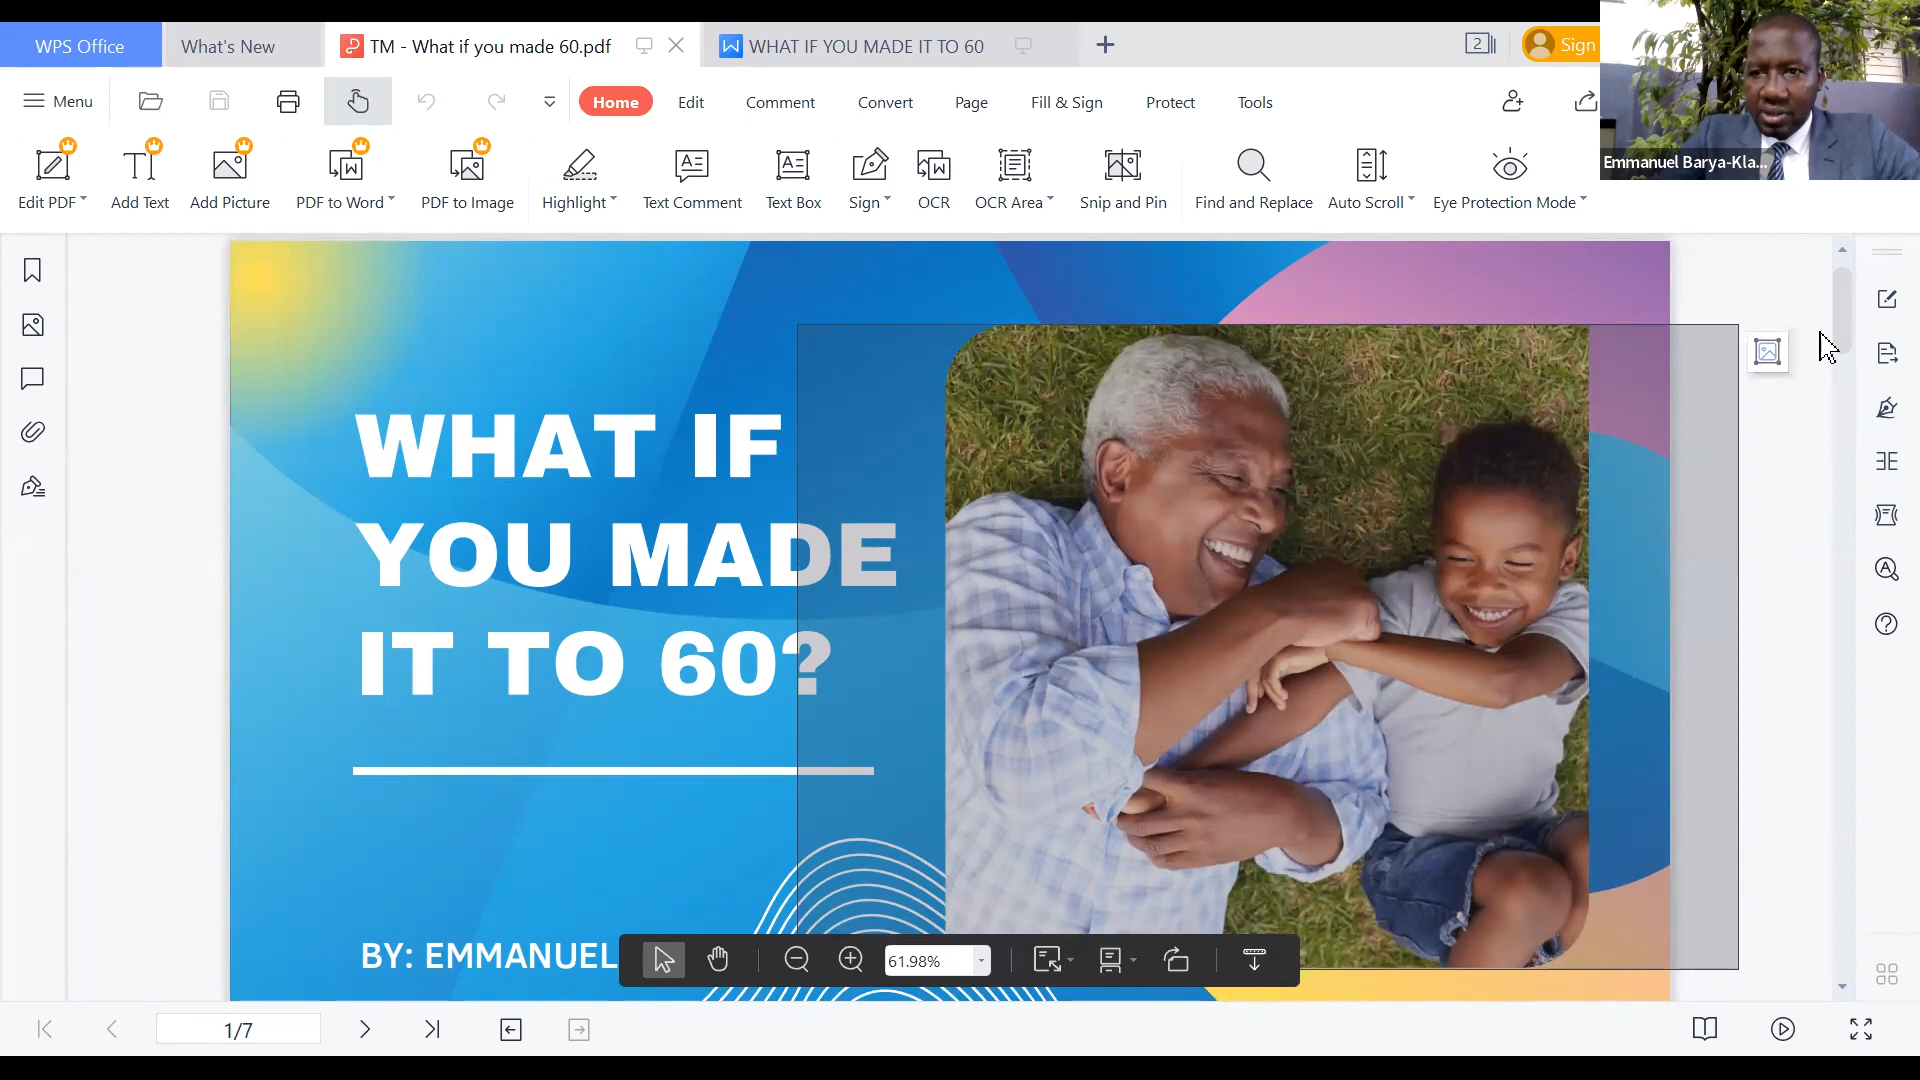 WPS Office
What's New
TM - What if you made 60.pdf
WHAT IF YOU MADE IT TO 60
2
Sign
Menu
Home
Edit
Comment
Convert
Page
Fill & Sign
Protect
Tools
Emmanuel Barya-Kla...
Edit PDF
Add Text
Add Picture
PDF to Word
PDF to Image
Highlight
Text Comment
Text Box
Sign
OCR
OCR Area
Snip and Pin
Find and Replace
Auto Scroll
Eye Protection Mode
WHAT IF
YOU MADE
IT TO 60?
BY: EMMANUEL
61.98%
1/7